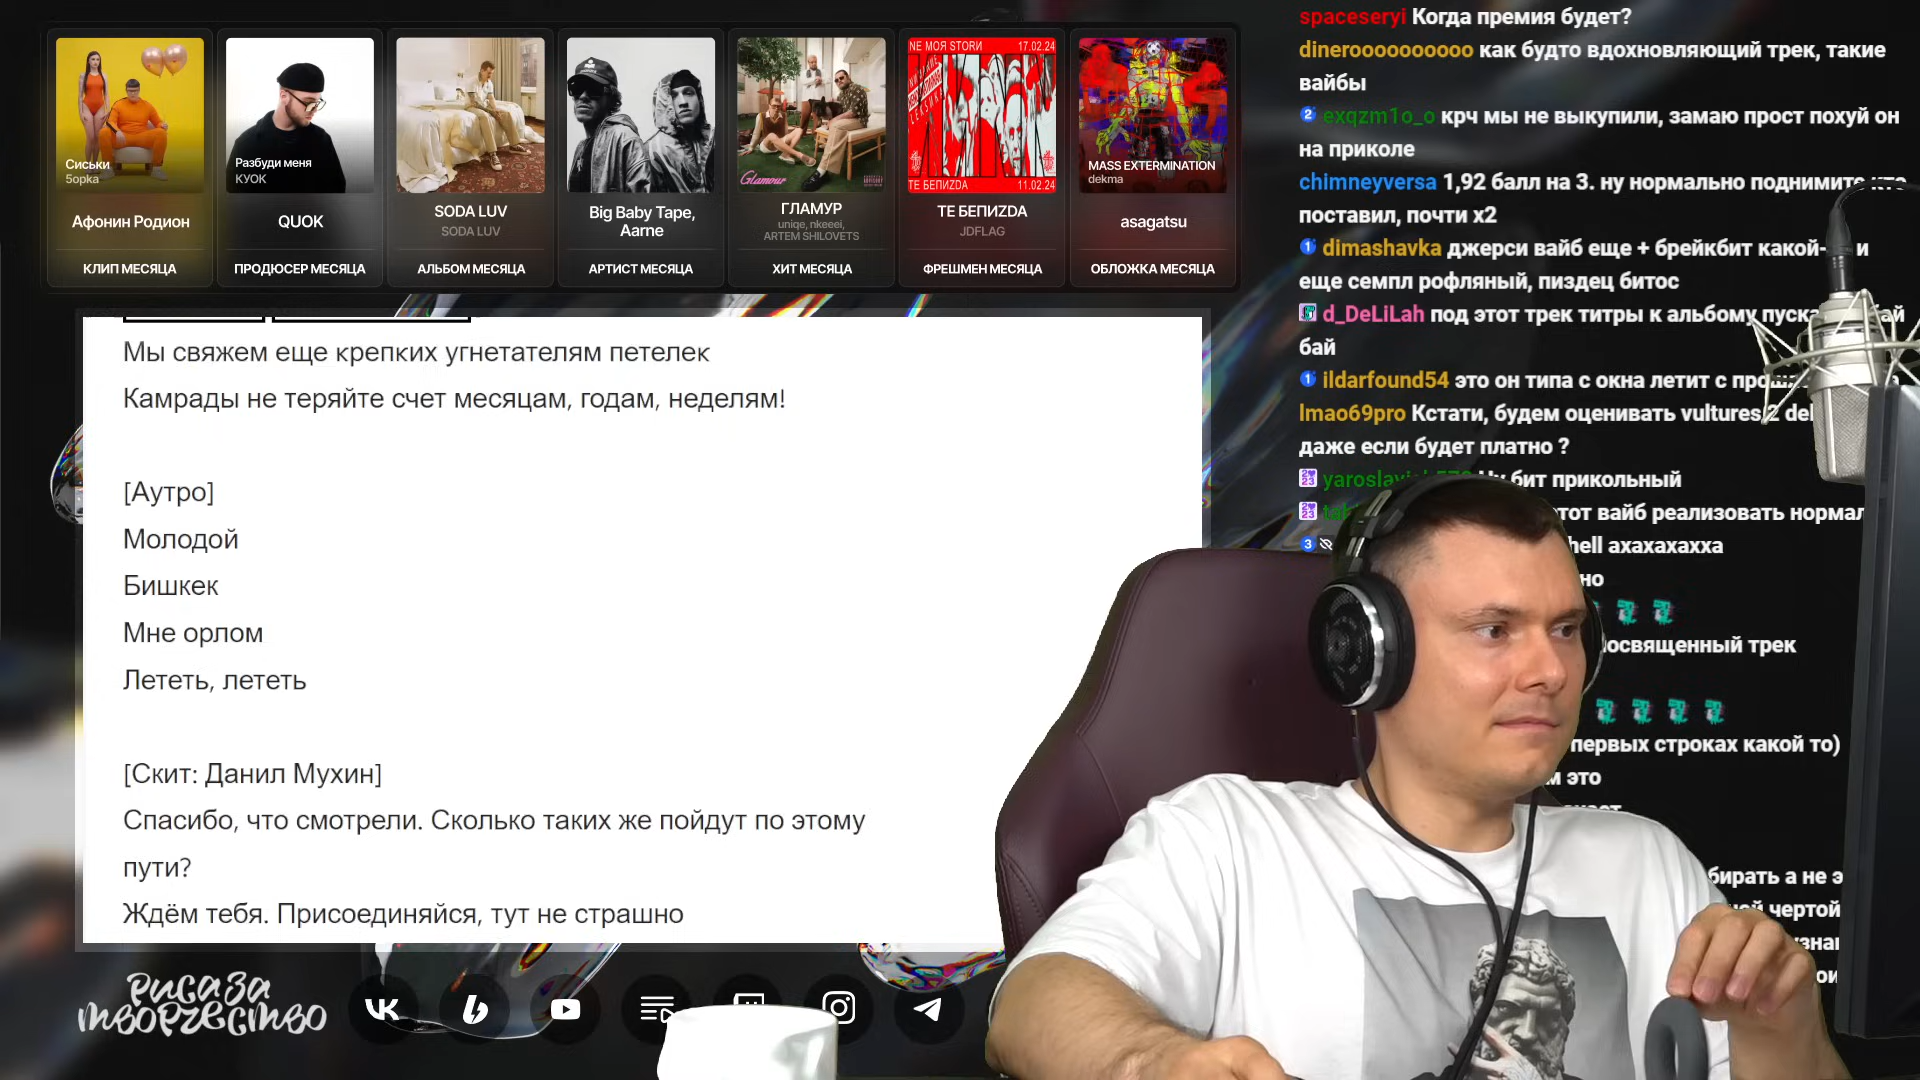 Сиськи
5opka
Афонин Родион
КЛИП МЕСЯЦА
Разбуди меня
КУОК
QUOK
ПРОДЮСЕР МЕСЯЦА
SODA LUV
SODA LUV
АЛЬБОМ МЕСЯЦА
Big Baby Tape,
Aarne
АРТИСТ МЕСЯЦА
Glamour
ГЛАМУР
uniqe, nkeeei,
ARTEM SHILOVETS
ХИТ МЕСЯЦА
NE МОЯ STORИ 17.02.24
ТЕ БЕПИZDA 11.02.24
ТЕ БЕПИZDA
JDFLAG
ФРЕШМЕН МЕСЯЦА
MASS EXTERMINATION
dekma
asagatsu
ОБЛОЖКА МЕСЯЦА
Мы свяжем еще крепких угнетателям петелек
Камрады не теряйте счет месяцам, годам, неделям!
[Аутро]
Молодой
Бишкек
Мне орлом
Лететь, лететь
[Скит: Данил Мухин]
Спасибо, что смотрели. Сколько таких же пойдут по этому
пути?
Ждём тебя. Присоединяйся, тут не страшно
РИСАЗА
ТВОРЧЕСТВО
spaceseryi Когда премия будет?
dineroooooooooo как будто вдохновляющий трек, такие
вайбы
2 exqzm1o_o крч мы не выкупили, замаю прост похуй он
на приколе
chimneyversa 1,92 балл на 3. ну нормально поднимите кто
поставил, почти x2
1 dimashavka джерси вайб еще + брейкбит какой- и
еще семпл рофляный, пиздец битос
d_DeLiLah под этот трек титры к альбому
бай
1 ildarfound54 это он типа с окна летит с
lmao69pro Кстати, будем оценивать vultures 2
даже если будет платно ?
бит прикольный
вайб реализовать
3
hell ахахахахха
посвященный трек
первых строках какой то)
это
бирать а не
чертой